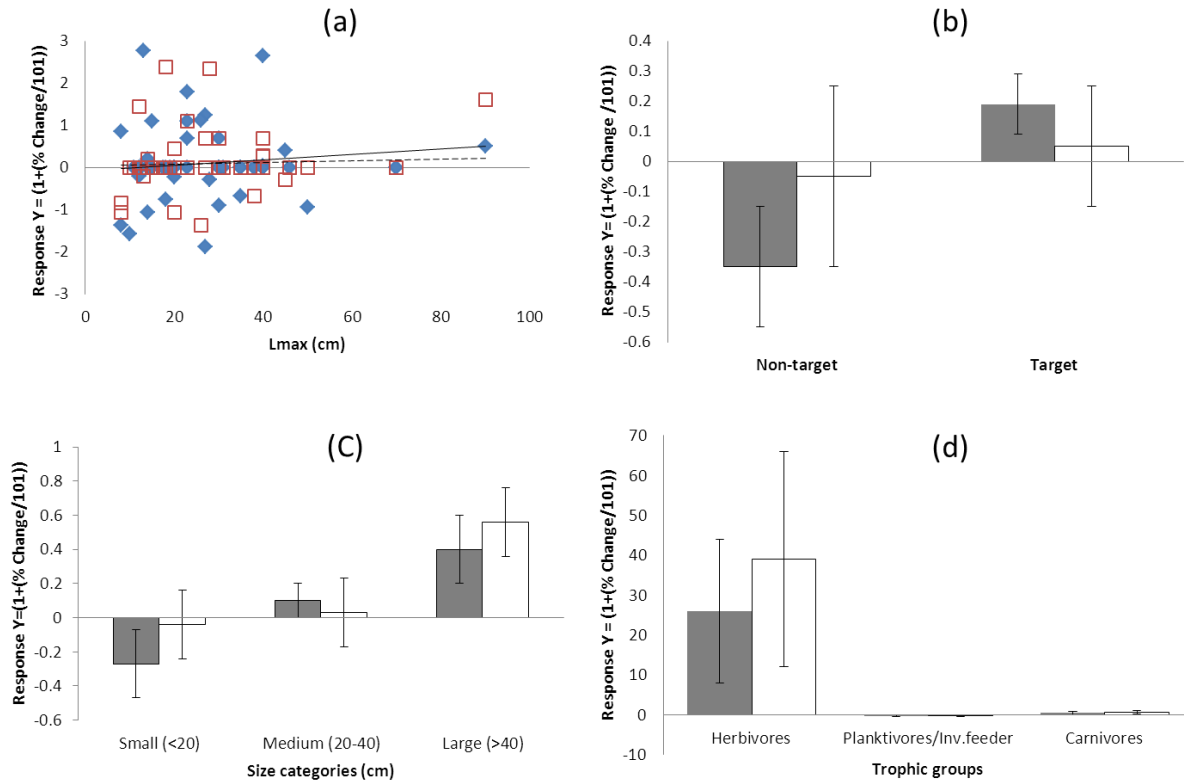 (a)
Response Y = (1+(% Change/101))
3
2
1
0
-1
-2
-3
0
20
40
60
80
100
Lmax (cm)
(b)
Response Y= (1+(% Change /101))
0.4
0.3
0.2
0.1
0
-0.1
-0.2
-0.3
-0.4
-0.5
-0.6
Non-target
Target
(C)
Response Y=(1+(% Change/101))
1
0.8
0.6
0.4
0.2
0
-0.2
-0.4
-0.6
Small (<20)
Medium (20-40)
Large (>40)
Size categories (cm)
(d)
Response Y = (1+(% Change/101))
70
60
50
40
30
20
10
0
-10
Herbivores
Planktivores/Inv.feeder
Carnivores
Trophic groups